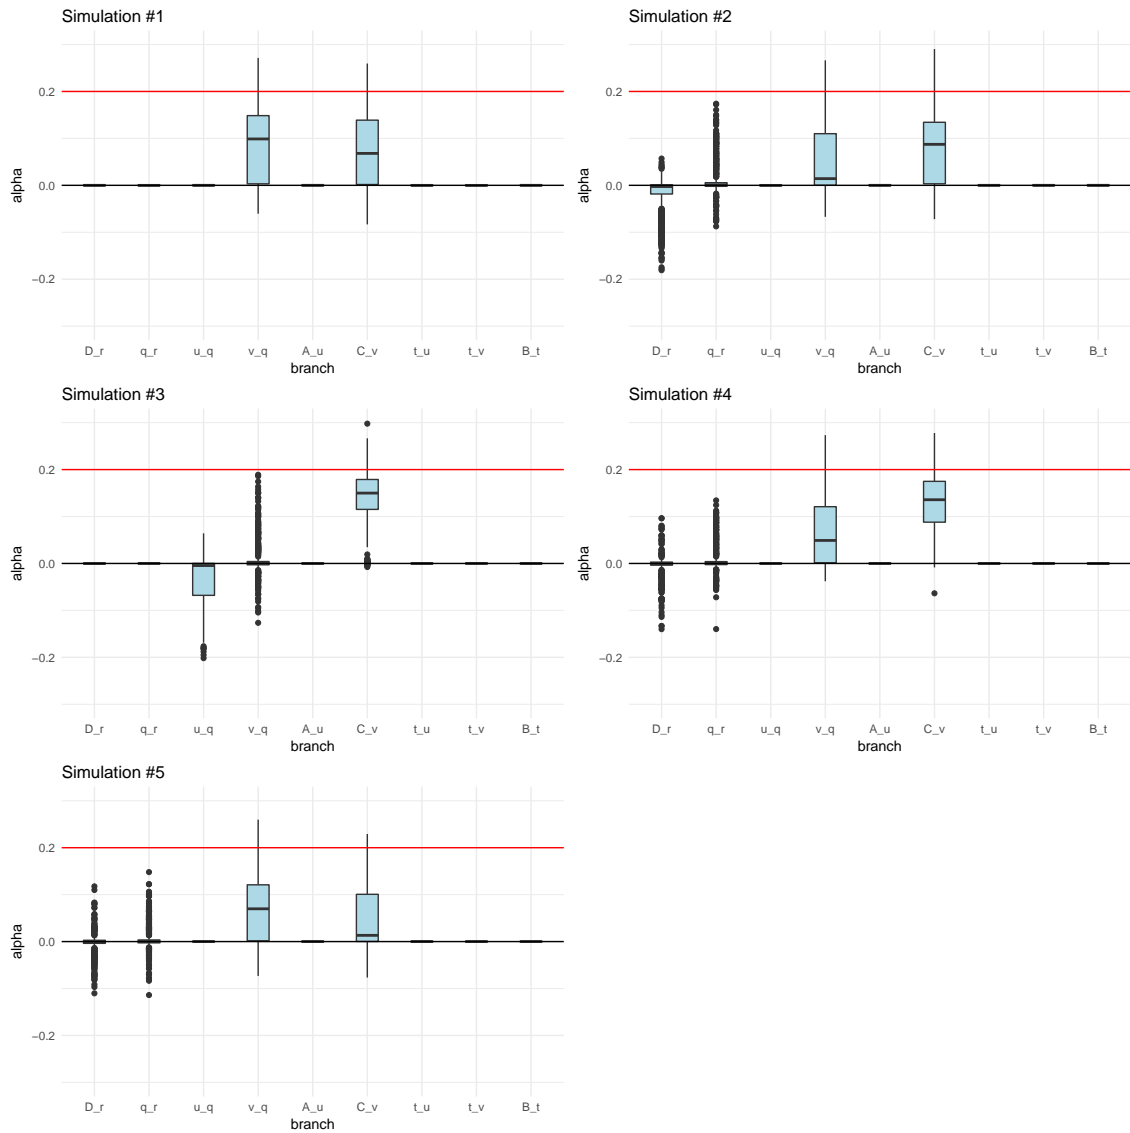 Simulation #1
alpha
0.2
0.0
−0.2
D_r q_r u_q v_q A_u C_v t_u t_v B_t
branch
Simulation #2
alpha
0.2
0.0
−0.2
D_r q_r u_q v_q A_u C_v t_u t_v B_t
branch
Simulation #3
alpha
0.2
0.0
−0.2
D_r q_r u_q v_q A_u C_v t_u t_v B_t
branch
Simulation #4
alpha
0.2
0.0
−0.2
D_r q_r u_q v_q A_u C_v t_u t_v B_t
branch
Simulation #5
alpha
0.2
0.0
−0.2
D_r q_r u_q v_q A_u C_v t_u t_v B_t
branch